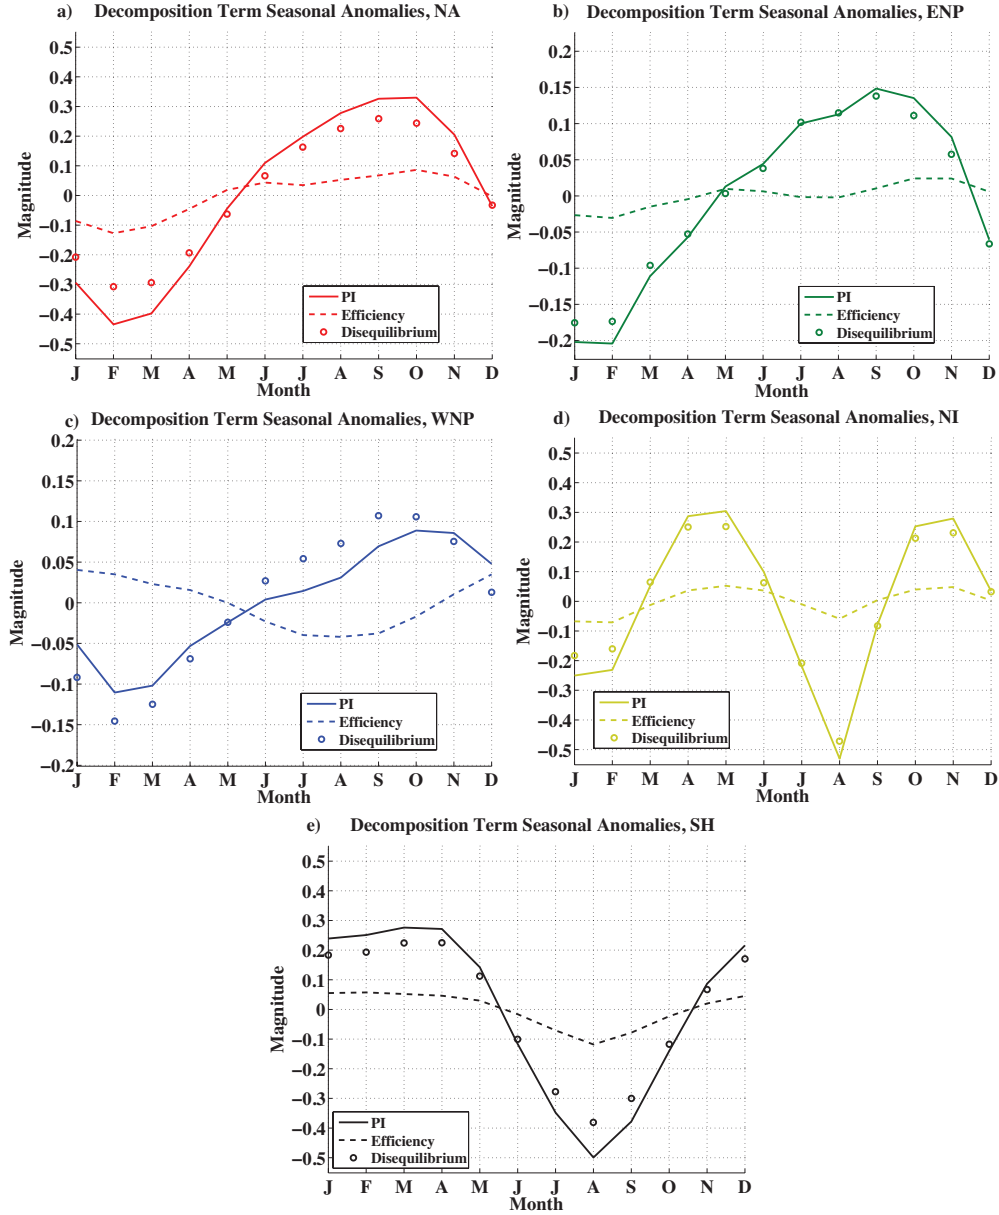 a) Decomposition Term Seasonal Anomalies, NA
0.5
0.4
0.3
0.2
0.1
0
−0.1
−0.2
−0.3
−0.4
−0.5
Magnitude
PI
Efficiency
Disequilibrium
J F M A M J J A S O N D
Month
b) Decomposition Term Seasonal Anomalies, ENP
0.2
0.15
0.1
0.05
0
−0.05
−0.1
−0.15
−0.2
Magnitude
PI
Efficiency
Disequilibrium
J F M A M J J A S O N D
Month
c) Decomposition Term Seasonal Anomalies, WNP
0.2
0.15
0.1
0.05
0
−0.05
−0.1
−0.15
−0.2
Magnitude
PI
Efficiency
Disequilibrium
J F M A M J J A S O N D
Month
d) Decomposition Term Seasonal Anomalies, NI
0.5
0.4
0.3
0.2
0.1
0
−0.1
−0.2
−0.3
−0.4
−0.5
Magnitude
PI
Efficiency
Disequilibrium
J F M A M J J A S O N D
Month
e) Decomposition Term Seasonal Anomalies, SH
0.5
0.4
0.3
0.2
0.1
0
−0.1
−0.2
−0.3
−0.4
−0.5
Magnitude
PI
Efficiency
Disequilibrium
J F M A M J J A S O N D
Month